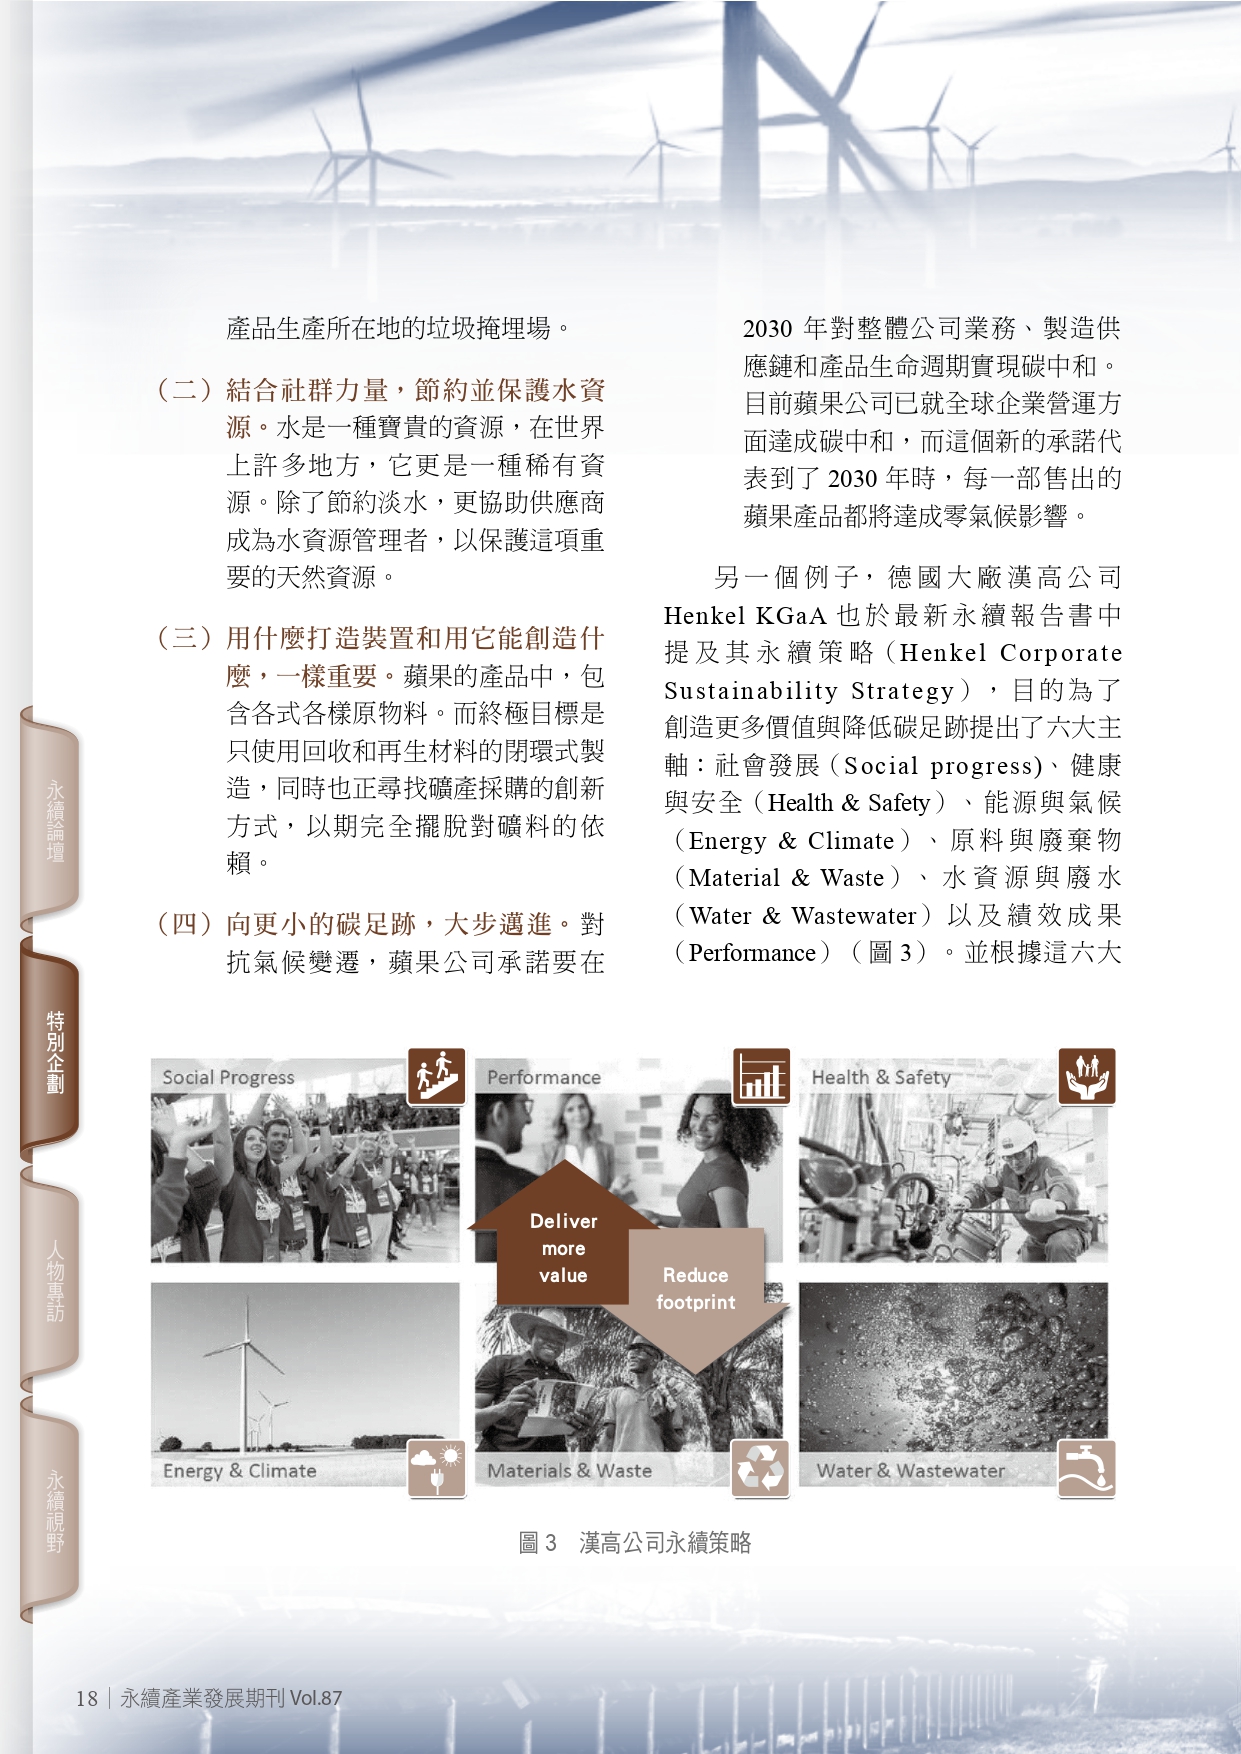 產品生產所在地的垃圾掩埋場。
（二）結合社群力量，節約並保護水資
源。水是一種寶貴的資源，在世界
上許多地方，它更是一種稀有資
源。除了節約淡水，更協助供應商
成為水資源管理者，以保護這項重
要的天然資源。
（三）用什麼打造裝置和用它能創造什
麼，一樣重要。蘋果的產品中，包
含各式各樣原物料。而終極目標是
只使用回收和再生材料的閉環式製
造，同時也正尋找礦產採購的創新
方式，以期完全擺脫對礦料的依
賴。
（四）向更小的碳足跡，大步邁進。對
抗氣候變遷，蘋果公司承諾要在
2030 年對整體公司業務、製造供
應鏈和產品生命週期實現碳中和。
目前蘋果公司已就全球企業營運方
面達成碳中和，而這個新的承諾代
表到了 2030 年時，每一部售出的
蘋果產品都將達成零氣候影響。
另一個例子，德國大廠漢高公司
Henkel KGaA 也於最新永續報告書中
提及其永續策略（Henkel Corporate
Sustainability Strategy），目的為了
創造更多價值與降低碳足跡提出了六大主
軸：社會發展（Social progress)、健康
與安全（Health & Safety）、能源與氣候
（Energy & Climate）、原料與廢棄物
（Material & Waste）、水資源與廢水
（Water & Wastewater）以及績效成果
（Performance）（圖 3）。並根據這六大
Social Progress
Performance
Health & Safety
Deliver
more
value
Reduce
footprint
Energy & Climate
Materials & Waste
Water & Wastewater
圖 3　漢高公司永續策略
永續論壇
特別企劃
人物專訪
永續視野
18｜永續產業發展期刊 Vol.87